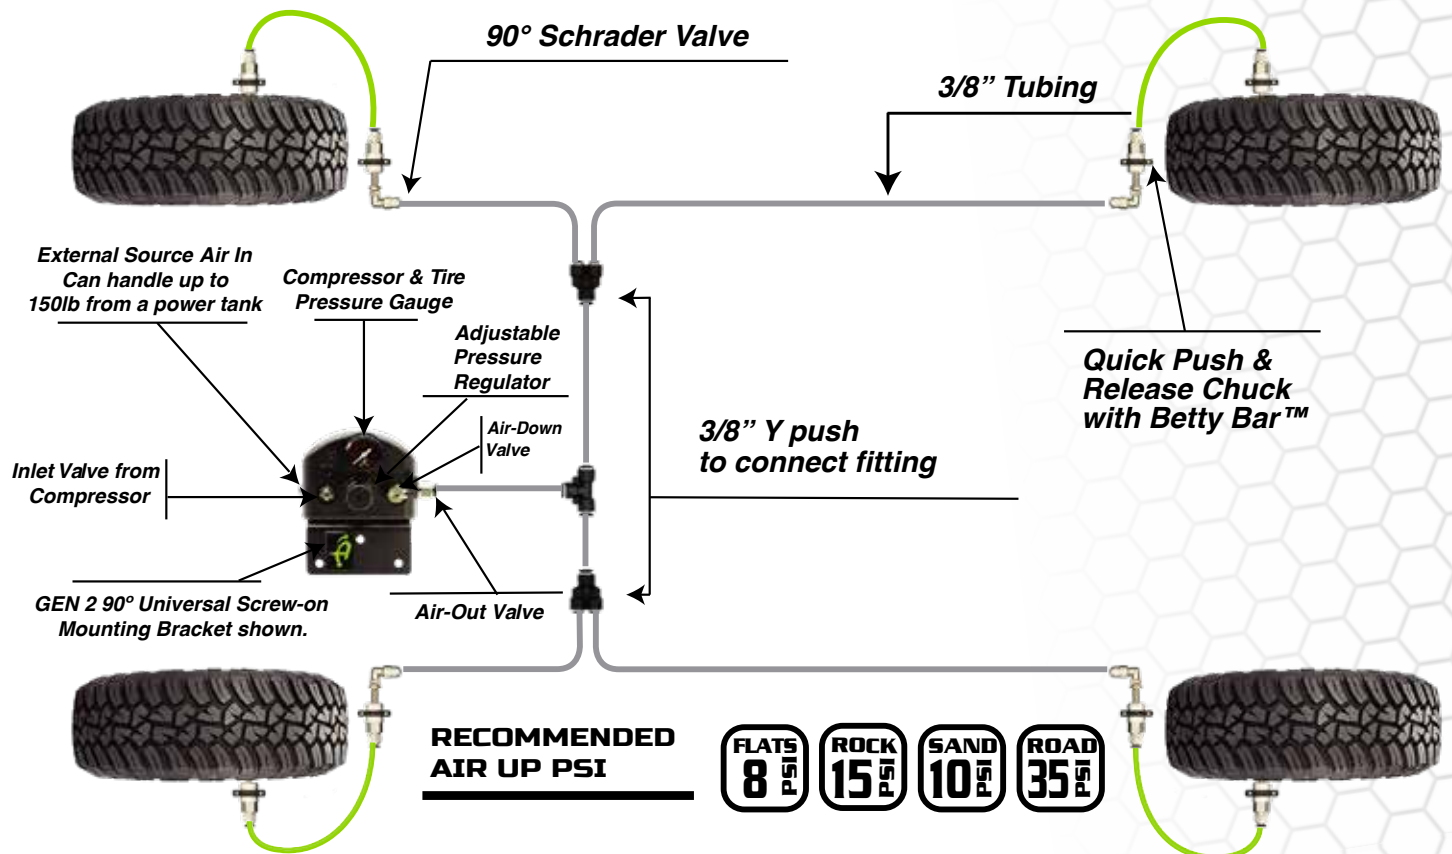 90° Schrader Valve
3/8” Tubing
External Source Air In
Can handle up to
150lb from a power tank
Compressor & Tire
Pressure Gauge
Adjustable
Pressure
Regulator
Air-Down
Valve
Inlet Valve from
Compressor
Quick Push &
Release Chuck
with Betty Bar™
3/8” Y push
to connect fitting
GEN 2 90º Universal Screw-on
Mounting Bracket shown.
Air-Out Valve
RECOMMENDED
AIR UP PSI
FLATS
8 PSI
ROCK
15 PSI
SAND
10 PSI
ROAD
35 PSI